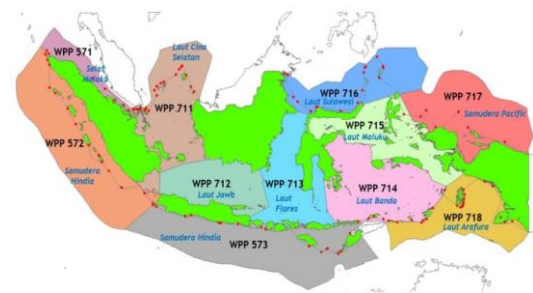 WPP 571
Selat
Malaka
Laut Cina
Selatan
WPP 711
WPP 572
Samudera
Hindia
WPP 712
Laut Jawa
WPP 713
Laut
Flores
WPP 716
Laut Sulawesi
WPP 715
Laut Maluku
WPP 717
Samudera Pacific
WPP 714
Laut Banda
WPP 718
Laut Arafura
Samudera Hindia
WPP 573